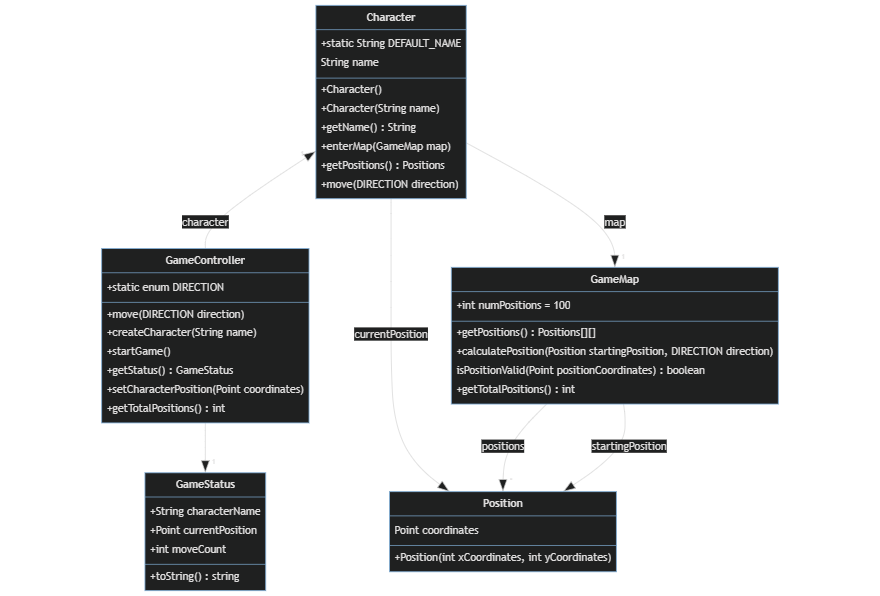 Character
+static String DEFAULT_NAME
String name
+Character()
+Character(String name)
+getName() : String
+enterMap(GameMap map)
+getPositions() : Positions
+move(DIRECTION direction)
character
map
GameController
+static enum DIRECTION
+move(DIRECTION direction)
+createCharacter(String name)
+startGame()
+getStatus() : GameStatus
+setCharacterPosition(Point coordinates)
+getTotalPositions() : int
currentPosition
GameMap
+int numPositions = 100
+getPositions() : Positions[][]
+calculatePosition(Position startingPosition, DIRECTION direction)
isPositionValid(Point positionCoordinates) : boolean
+getTotalPositions() : int
positions
startingPosition
GameStatus
+String characterName
+Point currentPosition
+int moveCount
+toString() : string
Position
Point coordinates
+Position(int xCoordinates, int yCoordinates)